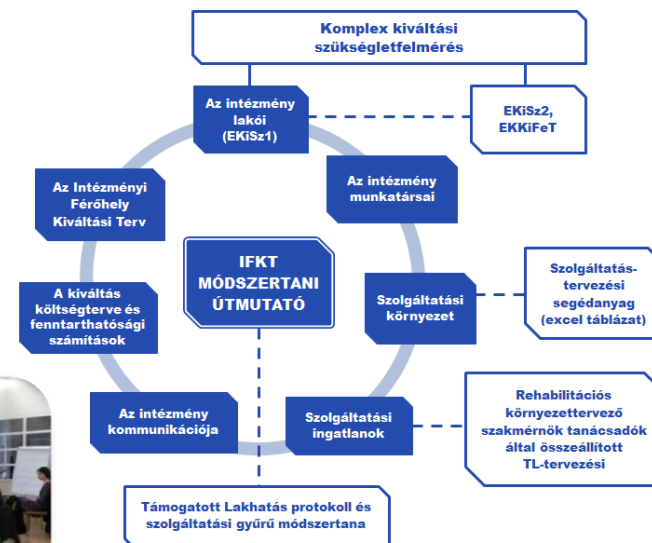 Komplex kiváltási
szükségletfelmérés
Az intézmény
lakói
(EKiSz1)
EKiSz2,
EKKiFeT
Az intézmény
munkatársai
Az Intézményi
Férőhely
Kiváltási Terv
IFKT
MÓDSZERTANI
ÚTMUTATÓ
Szolgáltatási
környezet
Szolgáltatás-
tervezési
segédanyag
(excel táblázat)
A kiváltás
költségterve és
fenntarthatósági
számítások
Az intézmény
kommunikációja
Szolgáltatási
ingatlanok
Rehabilitációs
környezettervező
szakmérnök tanácsadók
által összeállított
TL-tervezési
Támogatott Lakhatás protokoll és
szolgáltatási gyűrű módszertana